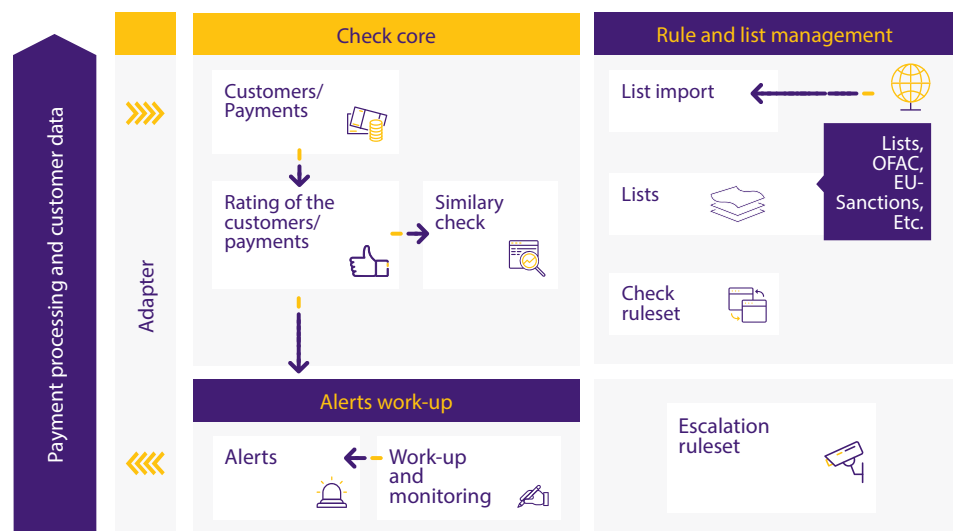 Payment processing and customer data
Adapter
Check core
Customers/
Payments
Rating of the
customers/
payments
Similary
check
Rule and list management
List import
Lists,
OFAC,
EU-
Sanctions,
Etc.
Lists
Check
ruleset
Alerts work-up
Alerts
Work-up
and
monitoring
Escalation
ruleset